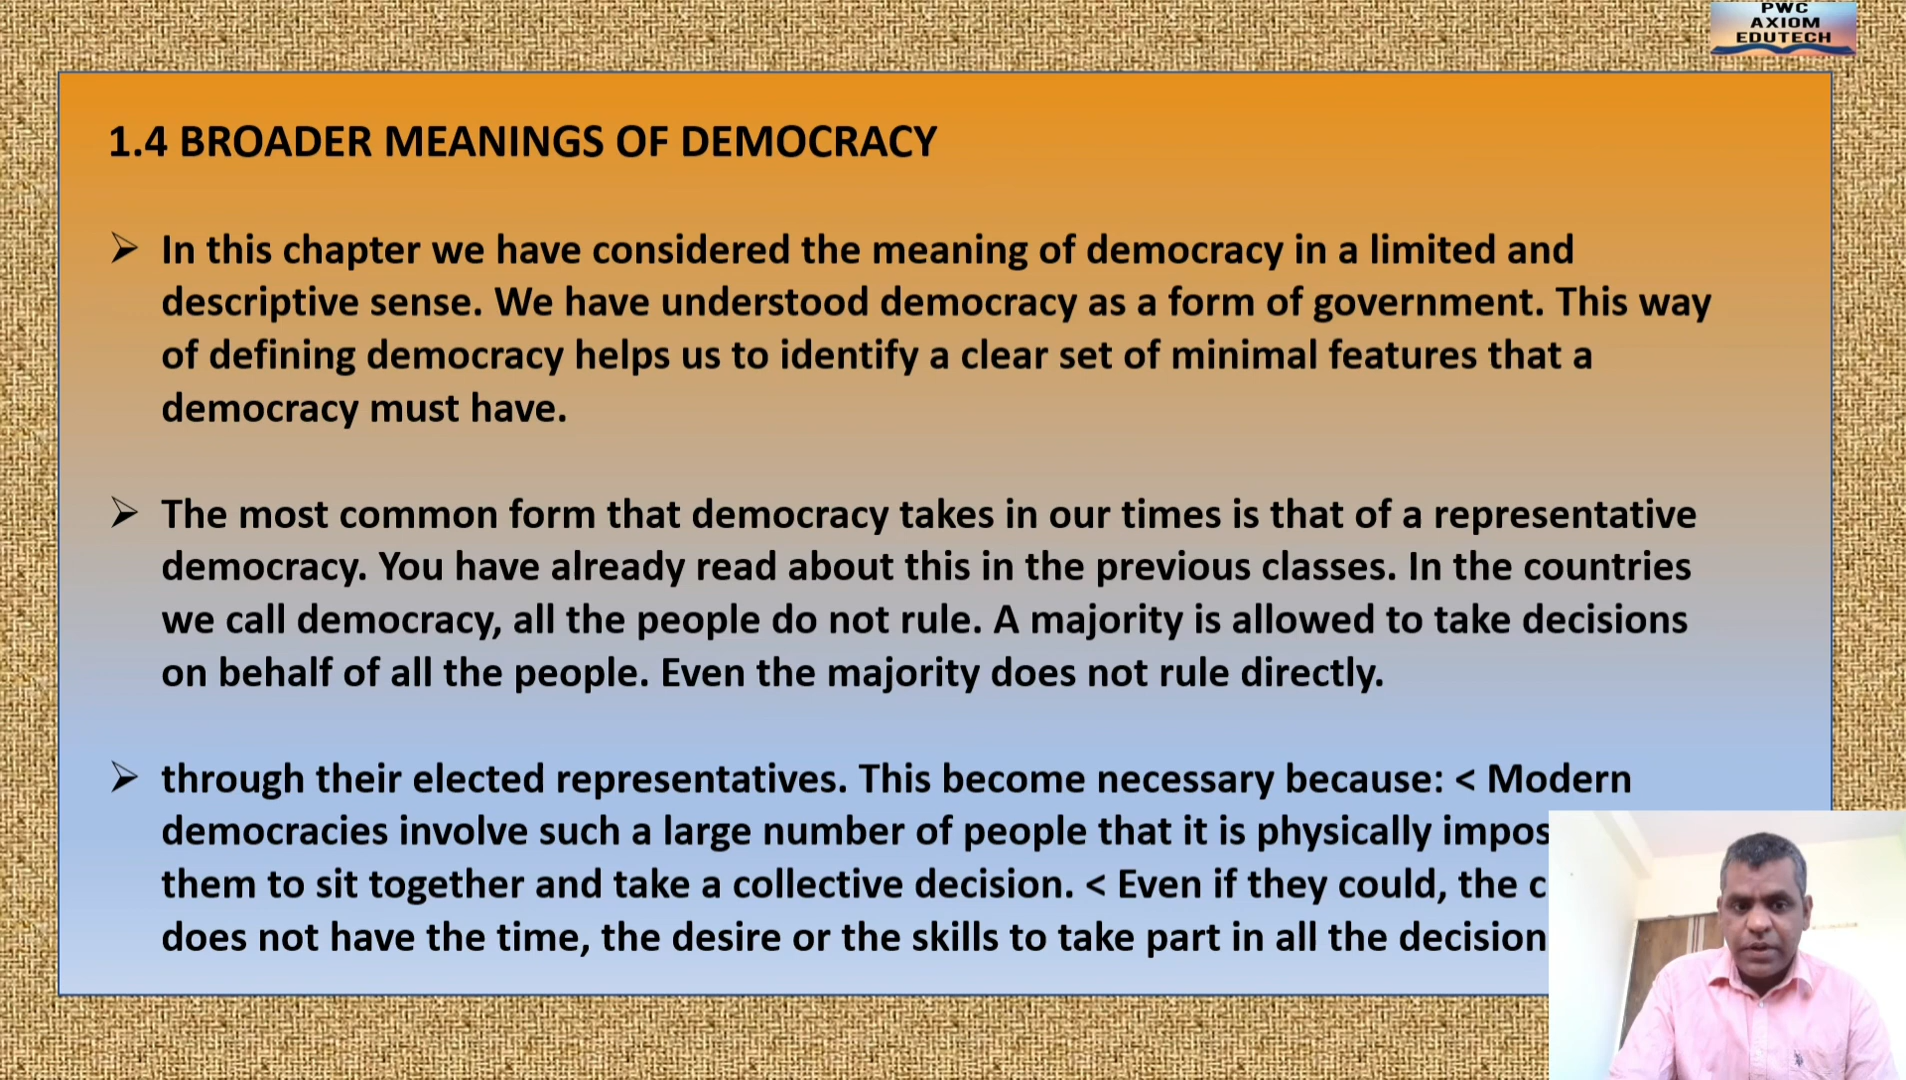 PWC
AXIOM
EDUTECH
1.4 BROADER MEANINGS OF DEMOCRACY
In this chapter we have considered the meaning of democracy in a limited and
descriptive sense. We have understood democracy as a form of government. This way
of defining democracy helps us to identify a clear set of minimal features that a
democracy must have.
The most common form that democracy takes in our times is that of a representative
democracy. You have already read about this in the previous classes. In the countries
we call democracy, all the people do not rule. A majority is allowed to take decisions
on behalf of all the people. Even the majority does not rule directly.
through their elected representatives. This become necessary because: < Modern
democracies involve such a large number of people that it is physically
them to sit together and take a collective decision. < Even if they could, the
does not have the time, the desire or the skills to take part in all the